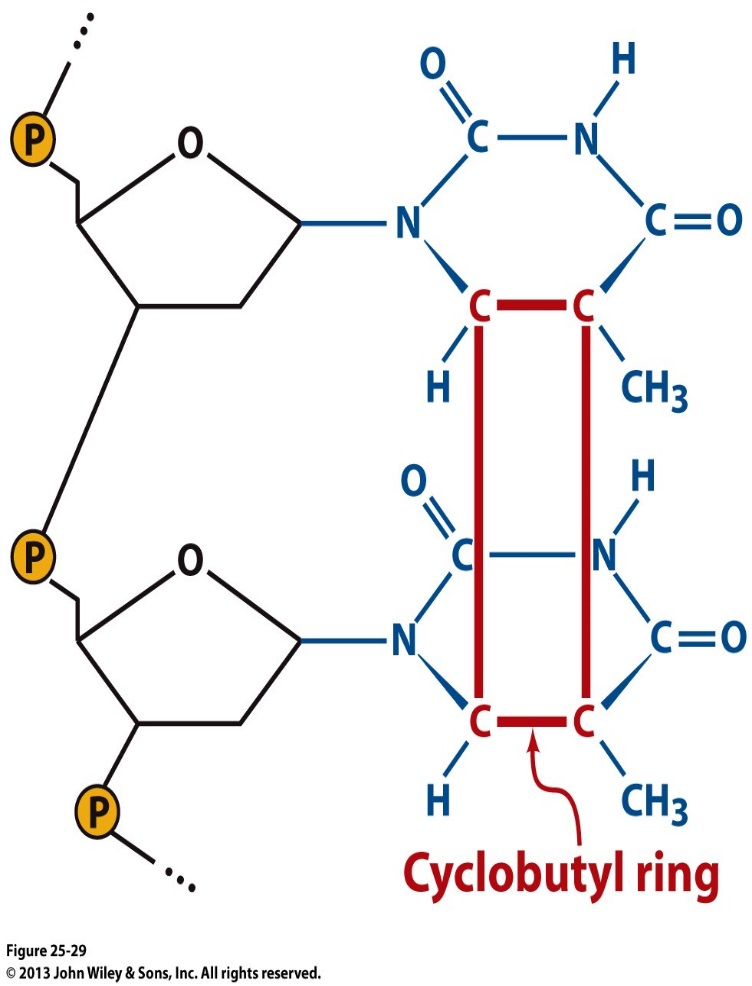 O H
P O C N
N C=O
C C
H CH3
O H
P O C N
N C=O
C C
H CH3
P
Cyclobutyl ring
Figure 25-29
© 2013 John Wiley & Sons, Inc. All rights reserved.